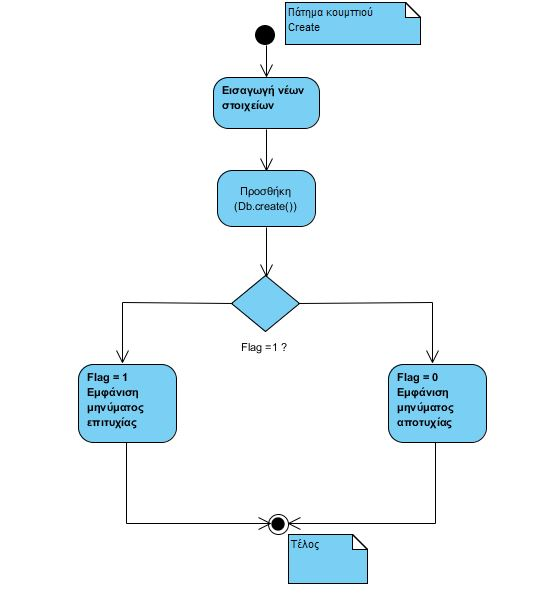 Πάτημα κουμπιού
Create
Εισαγωγή νέων
στοιχείων
Προσθήκη
(Db.create())
Flag =1 ?
Flag = 1
Εμφάνιση
μηνύματος
επιτυχίας
Flag = 0
Εμφάνιση
μηνύματος
αποτυχίας
Τέλος